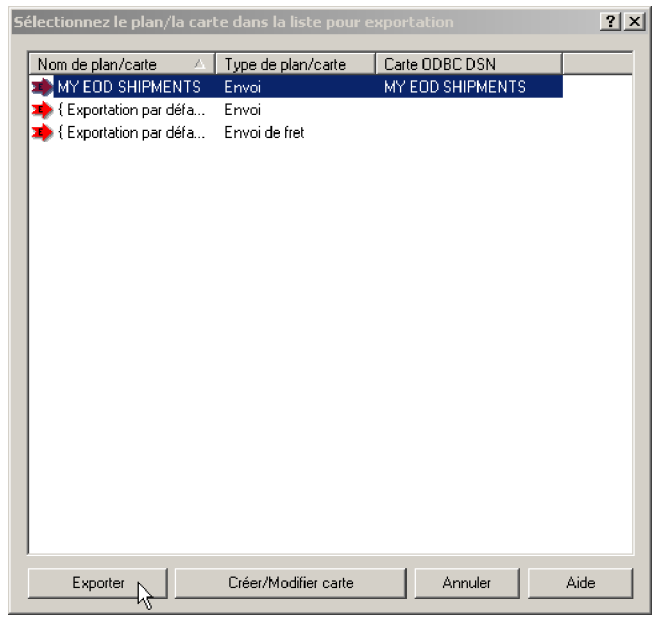 Sélectionnez le plan/la carte dans la liste pour exportation
Nom de plan/carte Type de plan/carte Carte ODBC DSN
MY EOD SHIPMENTS Envoi MY EOD SHIPMENTS
{ Exportation par défa... Envoi
{ Exportation par défa... Envoi de fret
Exporter Créer/Modifier carte Annuler Aide